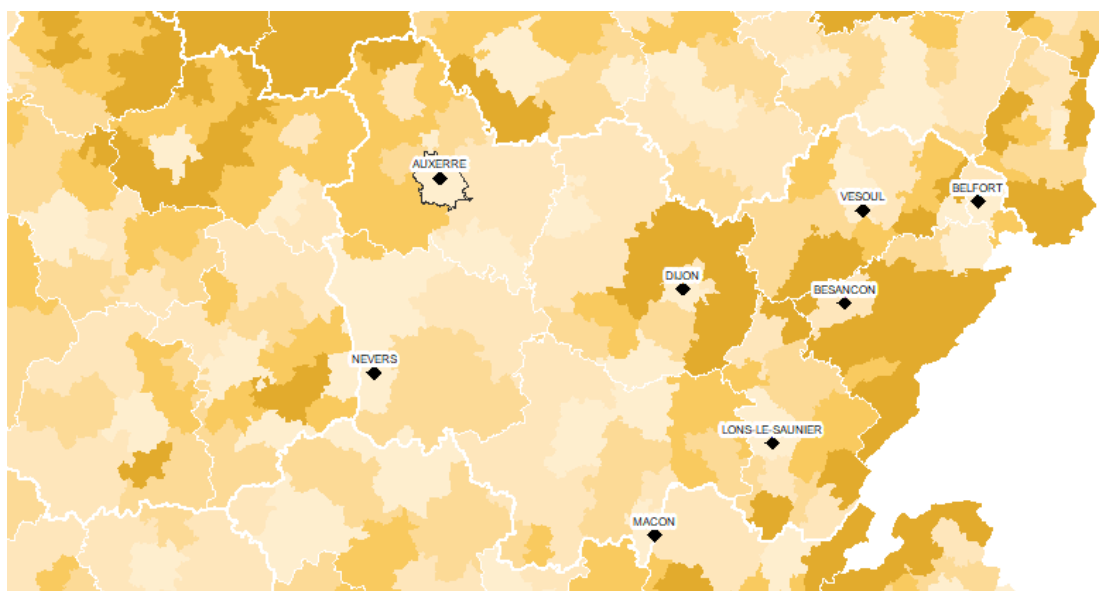 AUXERRE
BELFORT
VESOUL
DIJON
BESANCON
NEVERS
LONS-LE-SAUNIER
MACON